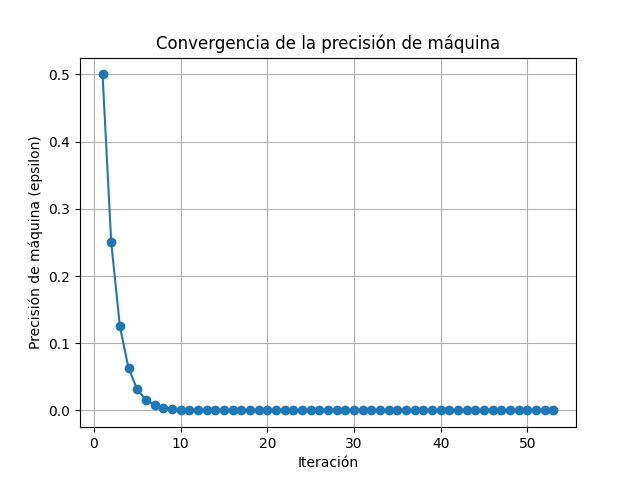 Convergencia de la precisión de máquina
Precisión de máquina (epsilon)
0.5
0.4
0.3
0.2
0.1
0.0
0 10 20 30 40 50
Iteración